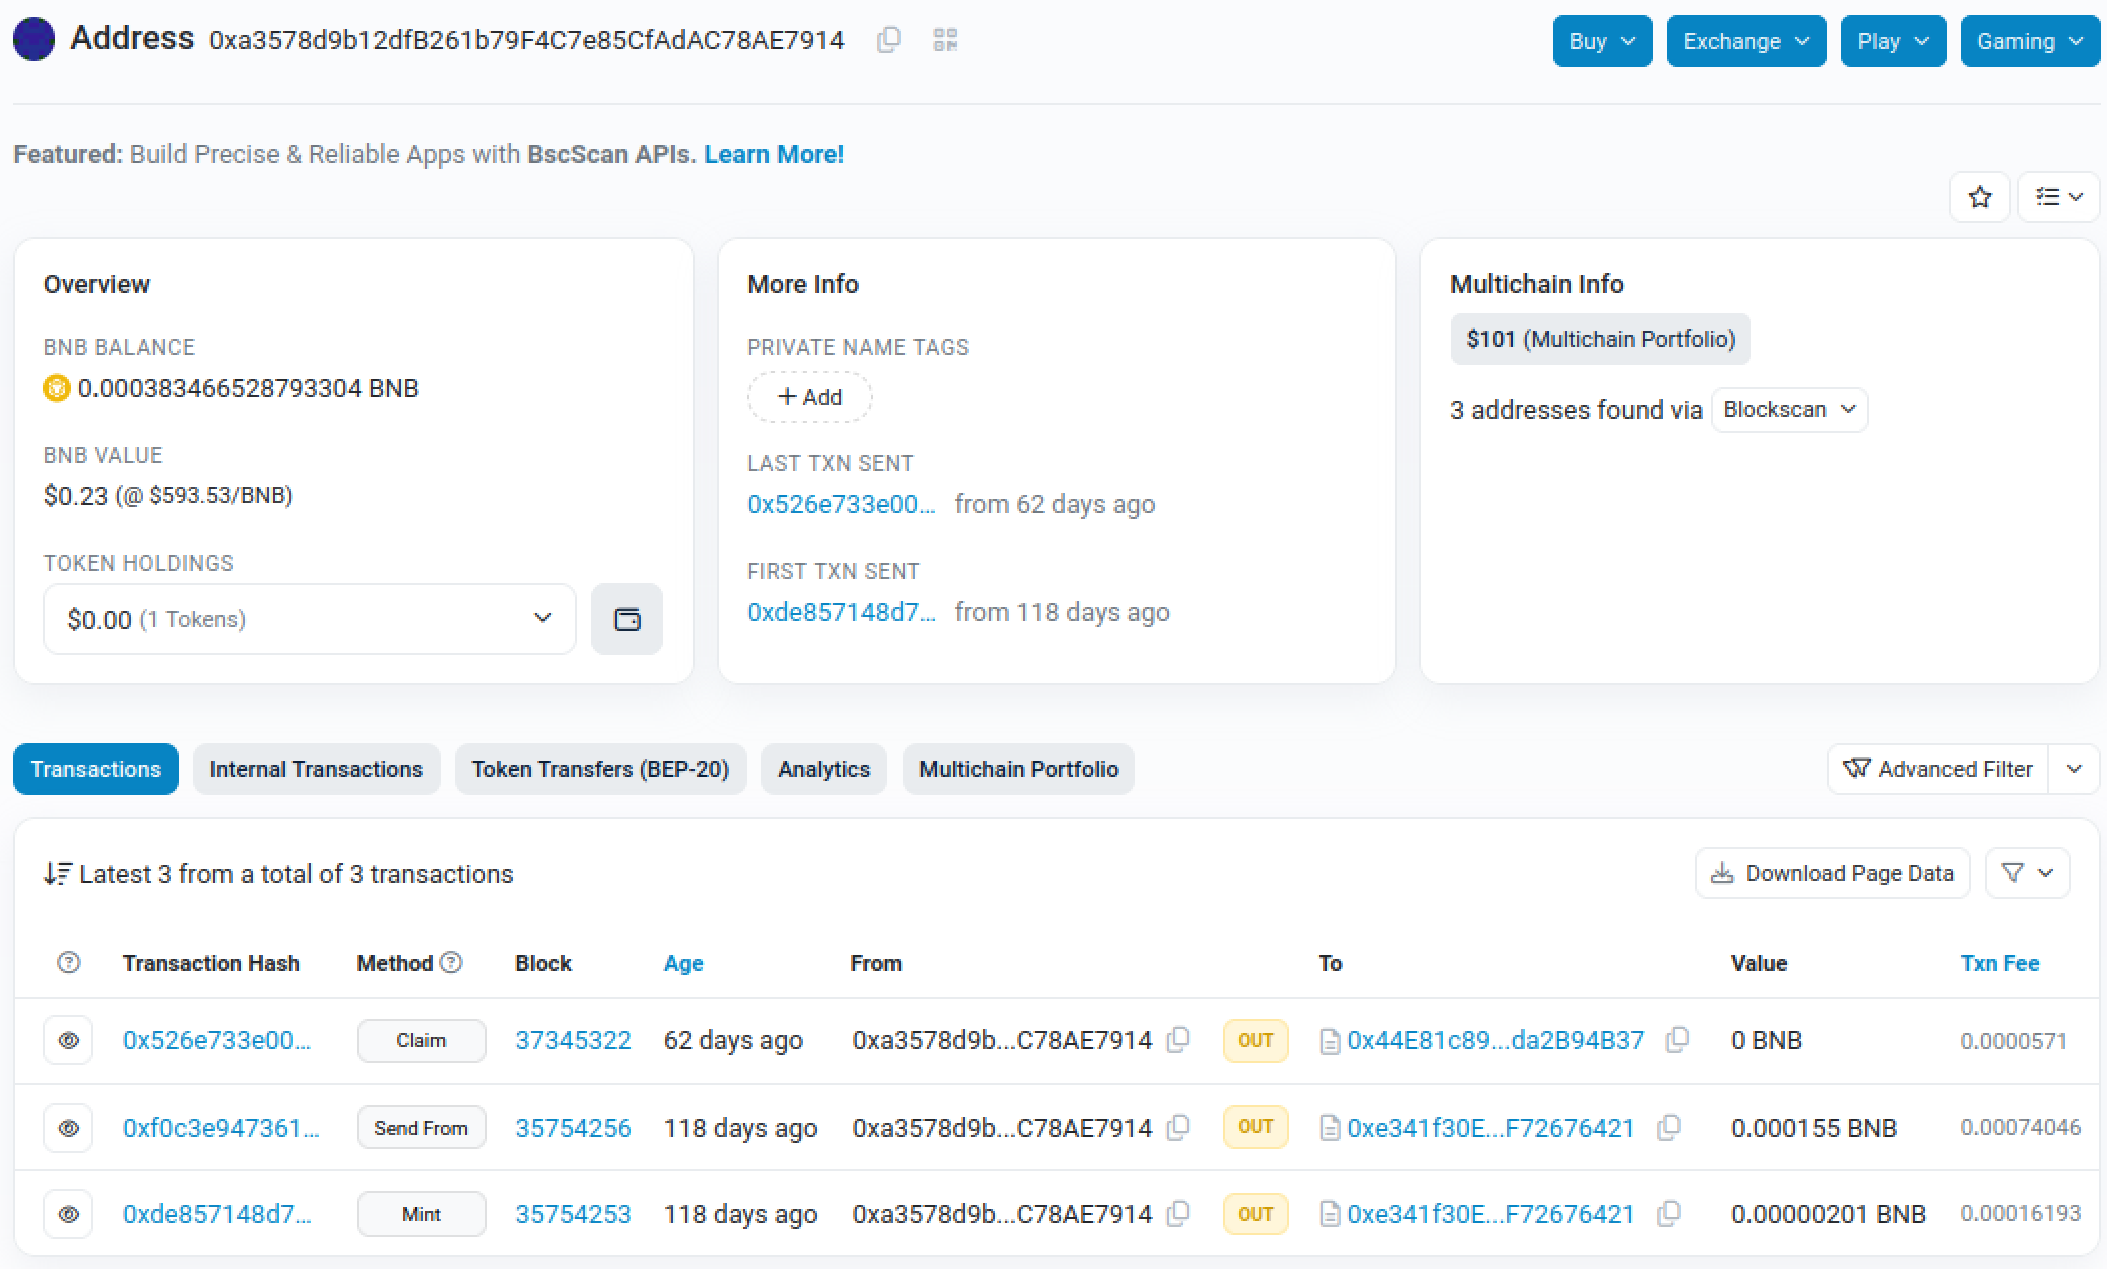 Address 0xa3578d9b12dfB261b79F4C7e85CfAdAC78AE7914
Buy
Exchange
Play
Gaming
Featured: Build Precise & Reliable Apps with BscScan APIs. Learn More!
Overview
BNB BALANCE
0.000383466528793304 BNB
BNB VALUE
$0.23 (@ $593.53/BNB)
TOKEN HOLDINGS
$0.00 (1 Tokens)
More Info
PRIVATE NAME TAGS
+ Add
LAST TXN SENT
0x526e733e00... from 62 days ago
FIRST TXN SENT
0xde857148d7... from 118 days ago
Multichain Info
$101 (Multichain Portfolio)
3 addresses found via Blockscan
Transactions
Internal Transactions
Token Transfers (BEP-20)
Analytics
Multichain Portfolio
Advanced Filter
Latest 3 from a total of 3 transactions
Download Page Data
Transaction Hash Method Block Age From To Value Txn Fee
0x526e733e00... Claim 37345322 62 days ago 0xa3578d9b...C78AE7914 OUT 0x44E81c89...da2B94B37 0 BNB 0.0000571
0xf0c3e947361... Send From 35754256 118 days ago 0xa3578d9b...C78AE7914 OUT 0xe341f30E...F72676421 0.000155 BNB 0.00074046
0xde857148d7... Mint 35754253 118 days ago 0xa3578d9b...C78AE7914 OUT 0xe341f30E...F72676421 0.00000201 BNB 0.00016193